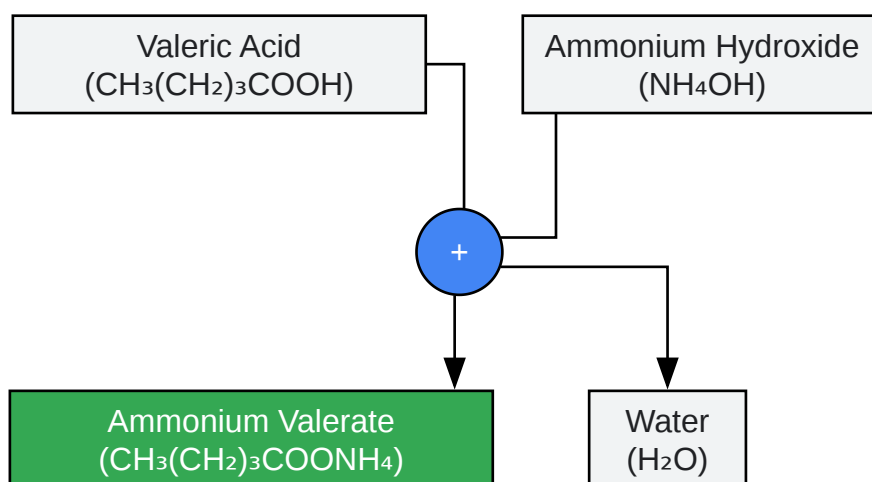 Valeric Acid
(CH₃(CH₂)₃COOH)
Ammonium Hydroxide
(NH₄OH)
+
Ammonium Valerate
(CH₃(CH₂)₃COONH₄)
Water
(H₂O)